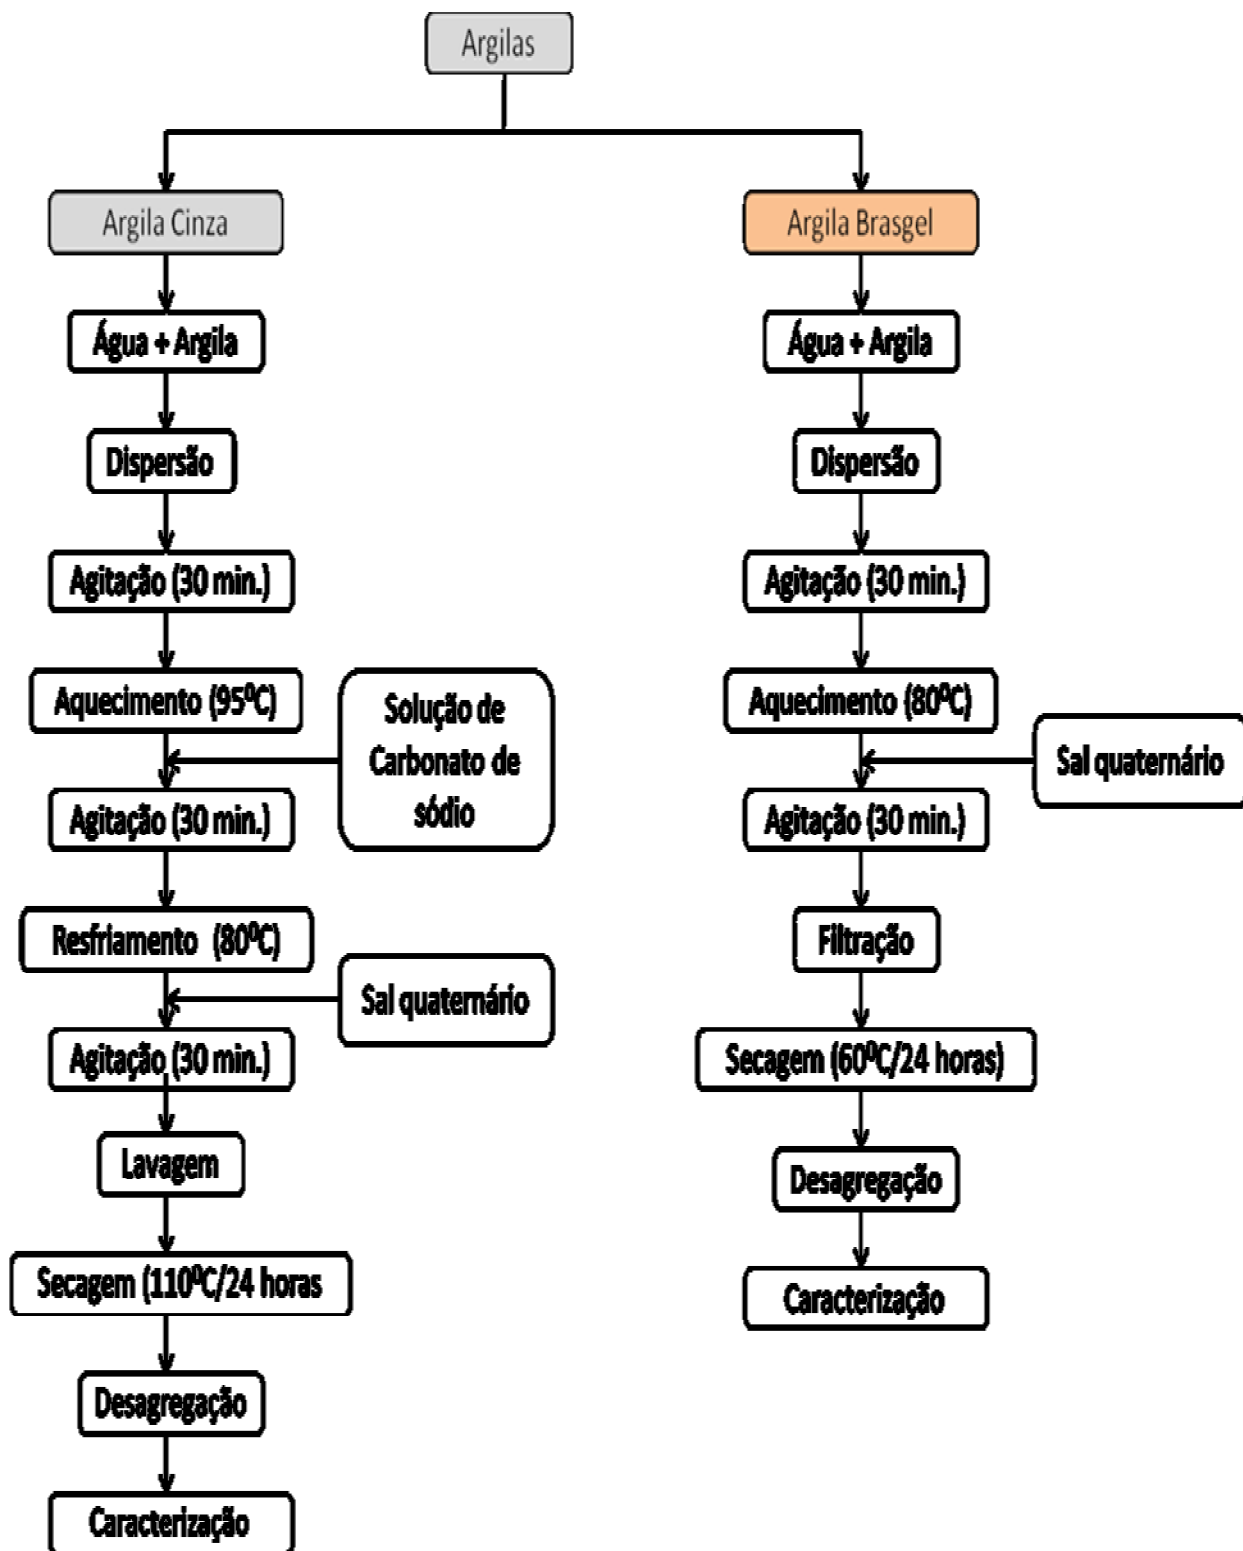 Argilas
Argila Cinza
Água + Argila
Dispersão
Agitação (30 min.)
Aquecimento (95ºC)
Solução de
Carbonato de
sódio
Agitação (30 min.)
Resfriamento (80ºC)
Sal quaternário
Agitação (30 min.)
Lavagem
Secagem (110ºC/24 horas
Desagregação
Caracterização
Argila Brasgel
Água + Argila
Dispersão
Agitação (30 min.)
Aquecimento (80ºC)
Sal quaternário
Agitação (30 min.)
Filtração
Secagem (60ºC/24 horas)
Desagregação
Caracterização